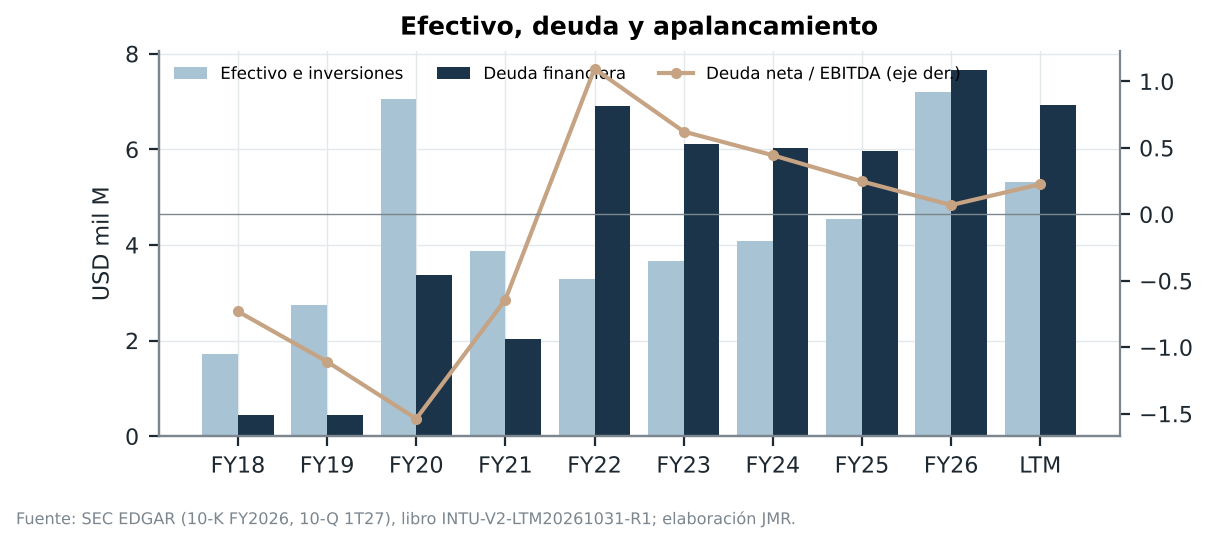 Efectivo, deuda y apalancamiento
Efectivo e inversiones
Deuda financiera
Deuda neta / EBITDA (eje der.)
USD mil M
8
6
4
2
0
1.0
0.5
0.0
−0.5
−1.0
−1.5
FY18 FY19 FY20 FY21 FY22 FY23 FY24 FY25 FY26 LTM
Fuente: SEC EDGAR (10-K FY2026, 10-Q 1T27), libro INTU-V2-LTM20261031-R1; elaboración JMR.